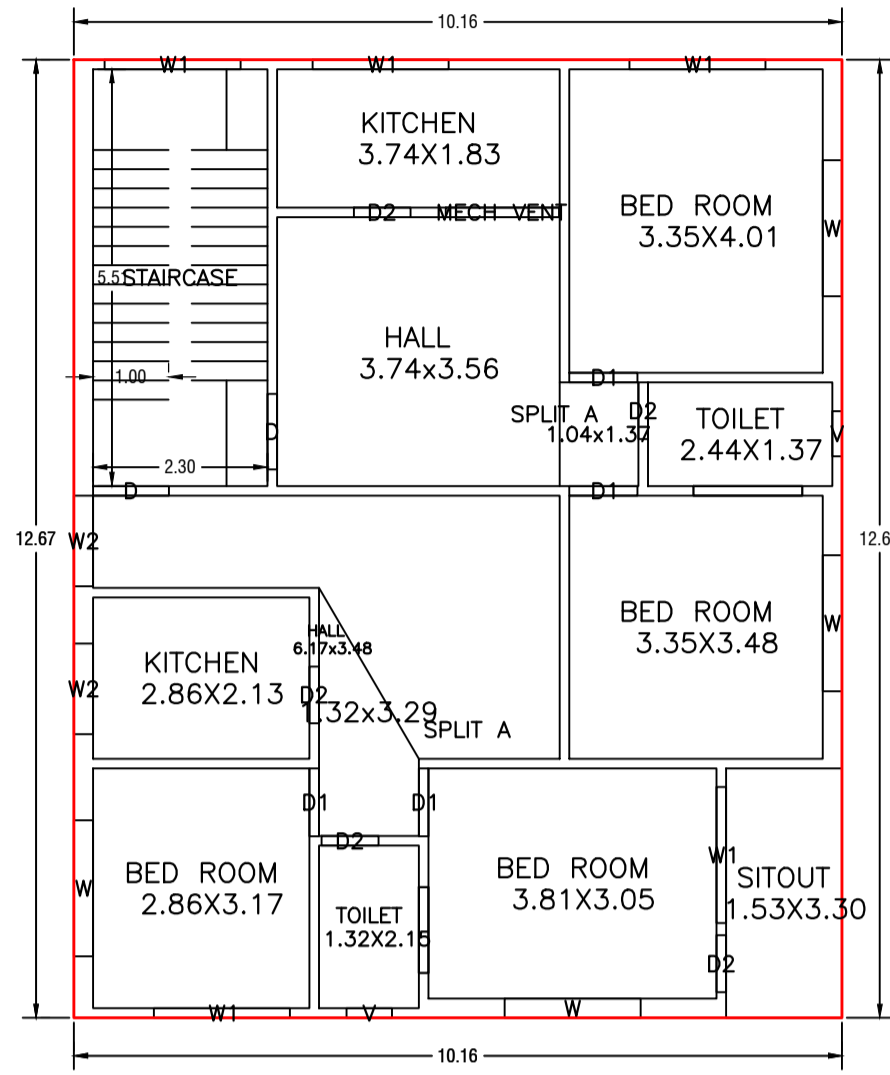 10.16
W1
W1
W1
KITCHEN
3.74X1.83
D2
MECH VENT
BED ROOM
3.35X4.01
W
5.51
STAIRCASE
HALL
3.74x3.56
1.00
D1
SPLIT A
1.04x1.37
D2
TOILET
2.44X1.37
V
D
2.30
D
D1
12.67
W2
12.6
BED ROOM
3.35X3.48
W
HALL
6.17x3.48
KITCHEN
2.86X2.13
W2
D2
1.32x3.29
SPLIT A
D1
D1
D2
BED ROOM
2.86X3.17
W
BED ROOM
3.81X3.05
W1
SITOUT
1.53X3.30
TOILET
1.32X2.15
D2
W1
V
W
10.16